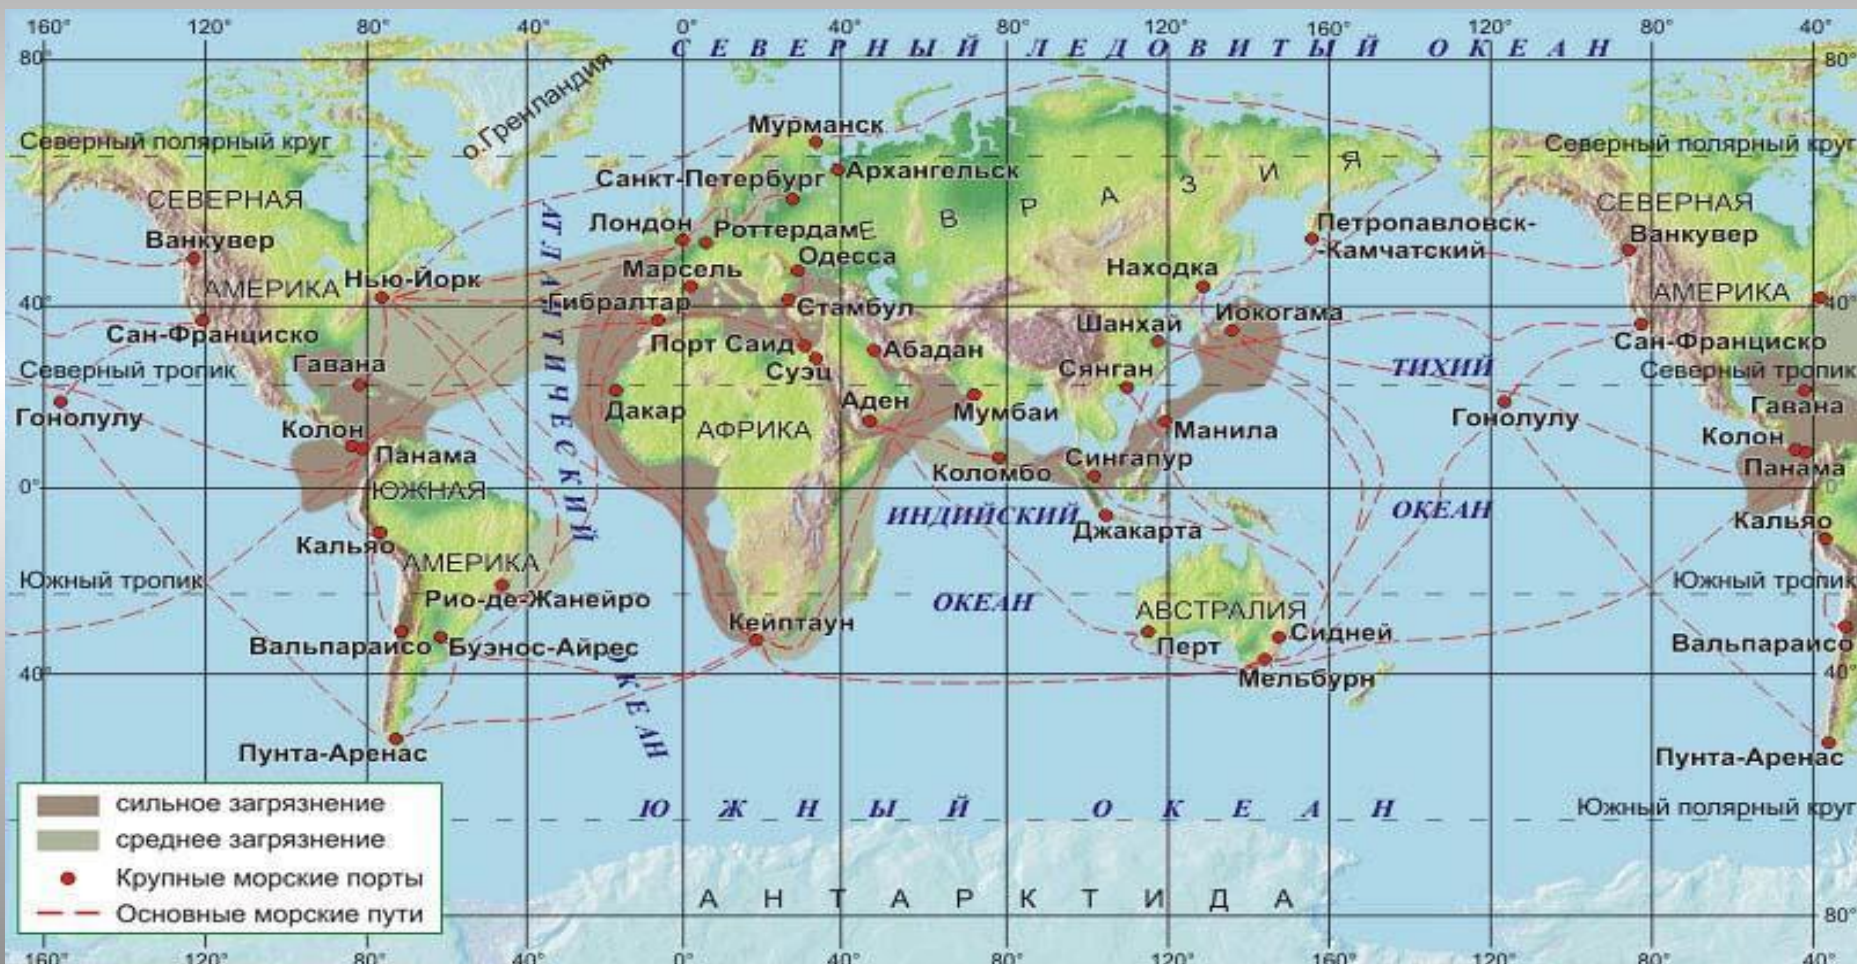 160° 120° 80° 40° 0° 40° 80° 120° 160° 120° 80° 40°
СЕВЕРНЫЙ ЛЕДОВИТЫЙ ОКЕАН
80° 80°
о.Гренландия
Мурманск
Северный полярный круг
Северный полярный круг
Архангельск
Санкт-Петербург
ЕВРАЗИЯ
СЕВЕРНАЯ
АМЕРИКА
СЕВЕРНАЯ
АМЕРИКА
Лондон
Роттердам
Петропавловск-
-Камчатский
Ванкувер
Ванкувер
Одесса
Марсель
Находка
Нью-Йорк
Гибралтар
Стамбул
40° 40°
Иокогама
Шанхай
Сан-Франциско
Сан-Франциско
Порт Саид
Абадан
Суэц
Гавана
Северный тропик
Северный тропик
Сянган
ТИХИЙ
ОКЕАН
Гонолулу
Гонолулу
Дакар
Аден
Мумбаи
Гавана
АТЛАНТИЧЕСКИЙ
ОКЕАН
АФРИКА
Колон
Панама
Манила
Колон
Панама
Коломбо
Сингапур
0° 0°
ЮЖНАЯ
АМЕРИКА
ИНДИЙСКИЙ
ОКЕАН
Джакарта
Кальяо
Кальяо
Южный тропик
Южный тропик
Рио-де-Жанейро
АВСТРАЛИЯ
Кейптаун
Вальпараисо
Буэнос-Айрес
Перт
Сидней
Вальпараисо
40° 40°
Мельбурн
Пунта-Аренас
Пунта-Аренас
ЮЖНЫЙ ОКЕАН
Южный полярный круг
сильное загрязнение
среднее загрязнение
Крупные морские порты
Основные морские пути
АНТАРКТИДА
80°
160° 120° 80° 40° 0° 40° 80° 120° 160° 120° 80° 40°